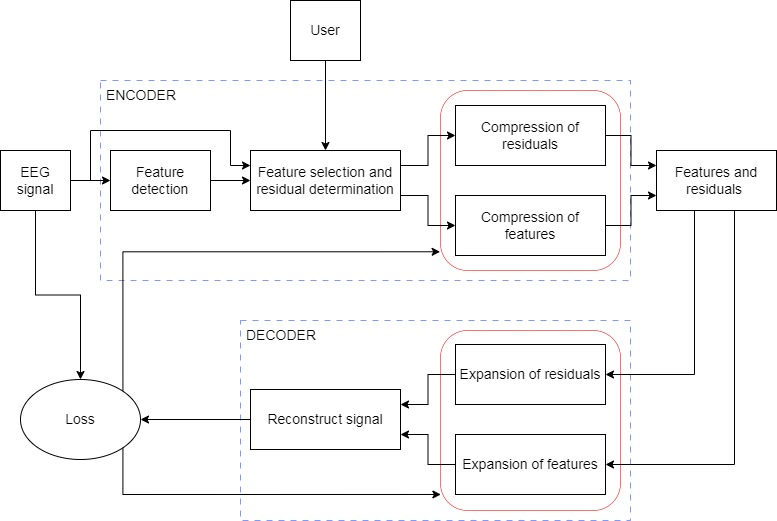 User
ENCODER
EEG
signal
Feature
detection
Feature selection and
residual determination
Compression of
residuals
Compression of
features
Features and
residuals
DECODER
Expansion of residuals
Loss
Reconstruct signal
Expansion of features